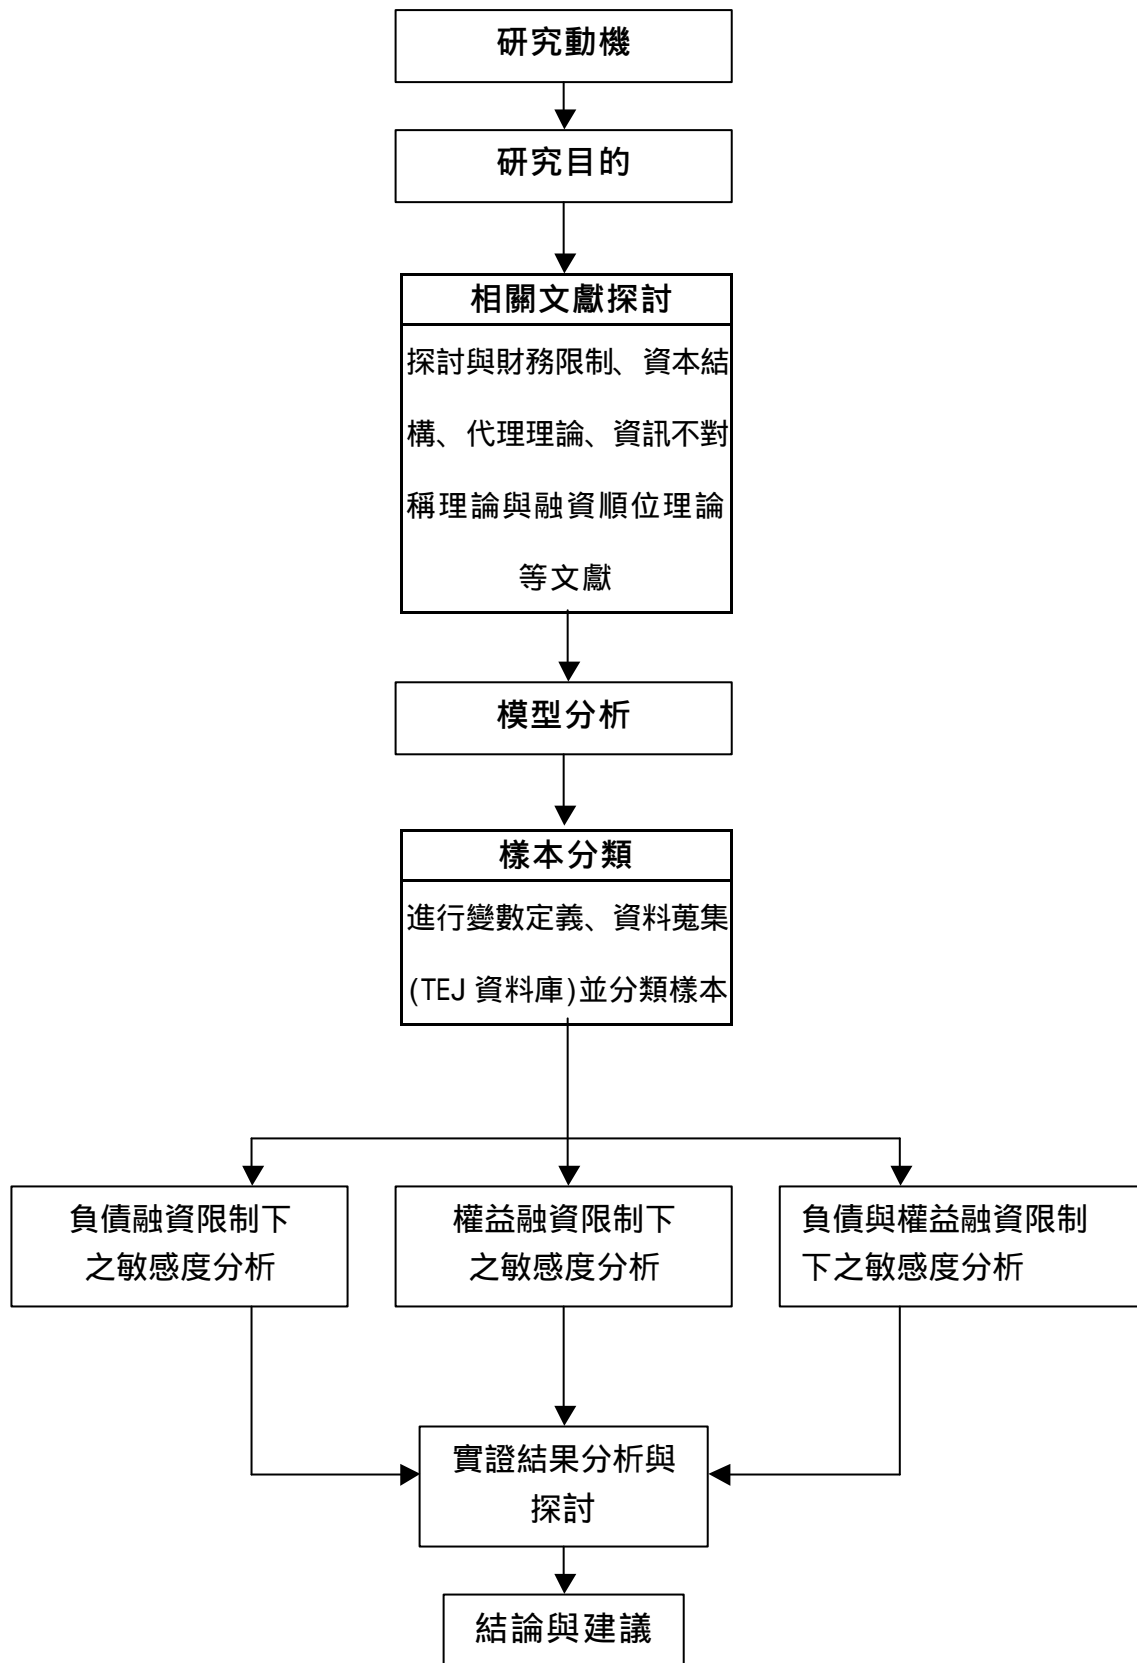 研究動機
研究目的
相關文獻探討
探討與財務限制、資本結
構、代理理論、資訊不對
稱理論與融資順位理論
等文獻
模型分析
樣本分類
進行變數定義、資料蒐集
(TEJ 資料庫)並分類樣本
負債融資限制下
之敏感度分析
權益融資限制下
之敏感度分析
負債與權益融資限制
下之敏感度分析
實證結果分析與
探討
結論與建議